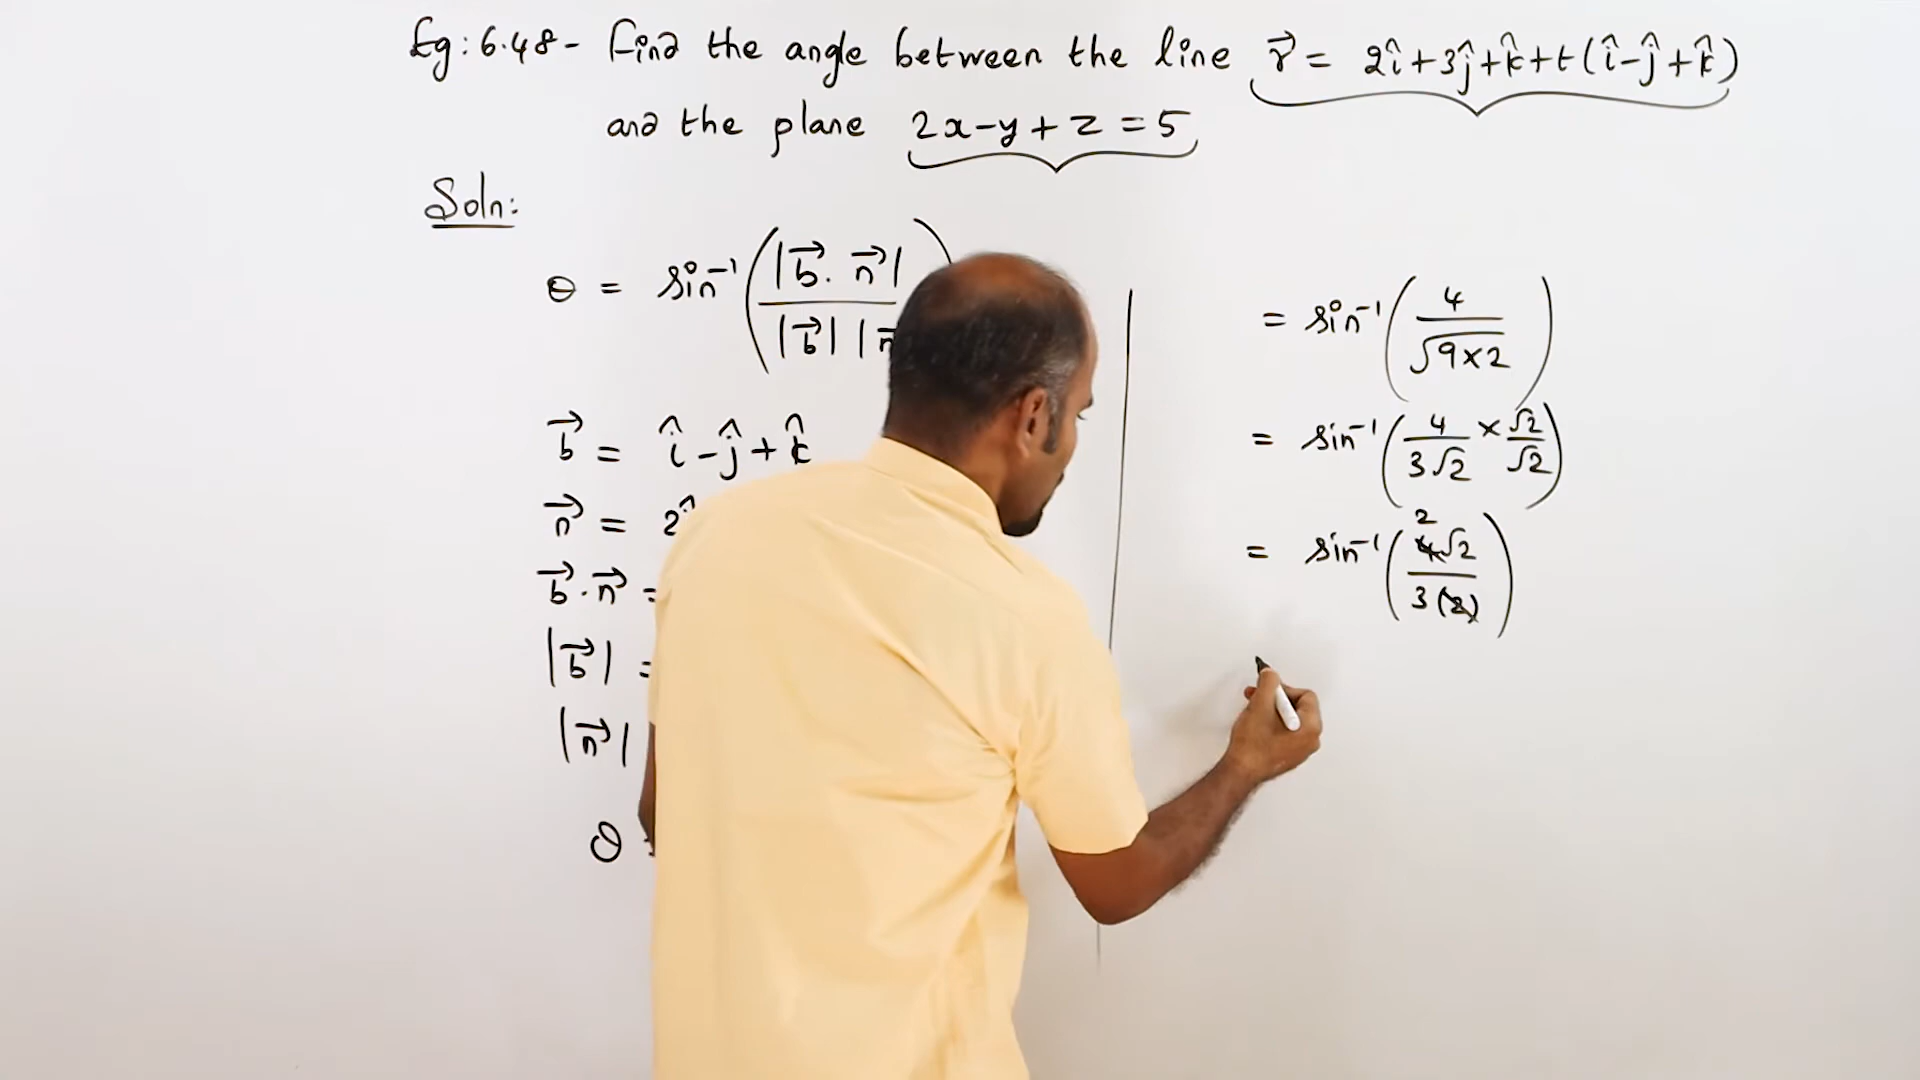 Eg: 6.48- Find the angle between the line r⃗ = 2î+3ĵ+k̂+t(î-ĵ+k̂)
and the plane 2x-y+z=5
Soln:
θ = sin⁻¹(|b⃗. n⃗| / |b⃗| |n
b⃗ = î-ĵ+k̂
n⃗ = 2î
b⃗.n⃗ =
|b⃗| =
|n⃗|
θ =
= sin⁻¹(4/√9×2)
= sin⁻¹(4/3√2 × √2/√2)
= sin⁻¹(2 4√2/3(2))